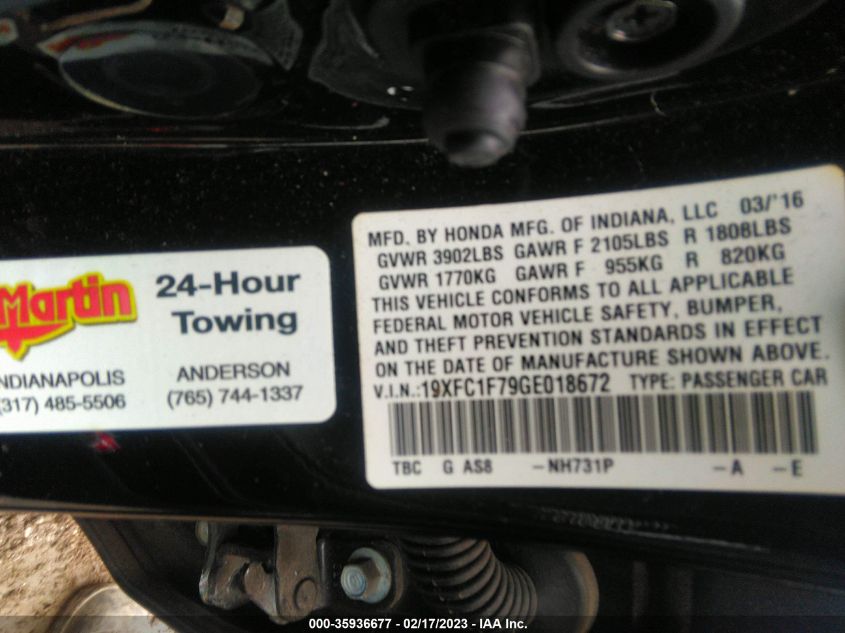 MFD. BY HONDA MFG. OF INDIANA, LLC 03/'16
GVWR 3902LBS GAWR F 2105LBS R 1808LBS
GVWR 1770KG GAWR F 955KG R 820KG
THIS VEHICLE CONFORMS TO ALL APPLICABLE
FEDERAL MOTOR VEHICLE SAFETY, BUMPER,
AND THEFT PREVENTION STANDARDS IN EFFECT
ON THE DATE OF MANUFACTURE SHOWN ABOVE.
V.I.N.:19XFC1F79GE018672 TYPE: PASSENGER CAR
TBC G AS8 -NH731P -A -E
Martin
24-Hour
Towing
NDIANAPOLIS
(317) 485-5506
ANDERSON
(765) 744-1337
000-35936677 - 02/17/2023 - IAA Inc.